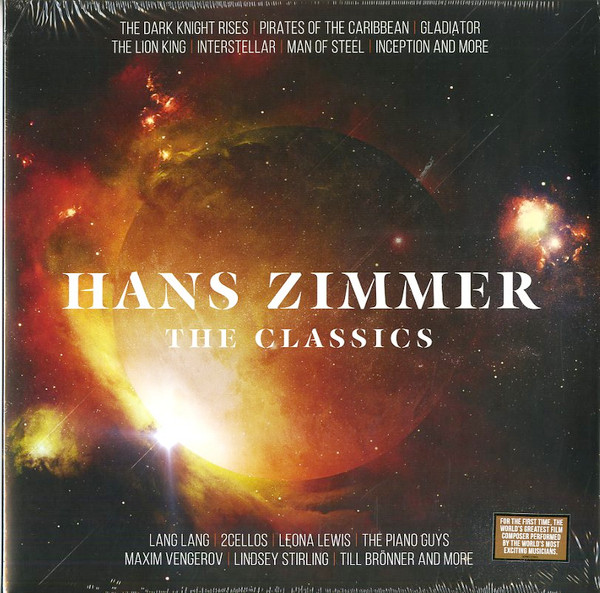 THE DARK KNIGHT RISES | PIRATES OF THE CARIBBEAN | GLADIATOR
THE LION KING | INTERSTELLAR | MAN OF STEEL | INCEPTION AND MORE
HANS ZIMMER
THE CLASSICS
LANG LANG | 2CELLOS | LEONA LEWIS | THE PIANO GUYS
MAXIM VENGEROV | LINDSEY STIRLING | TILL BRÖNNER AND MORE
FOR THE FIRST TIME, THE
WORLD'S GREATEST FILM
COMPOSER PERFORMED
BY THE WORLD'S MOST
EXCITING MUSICIANS.